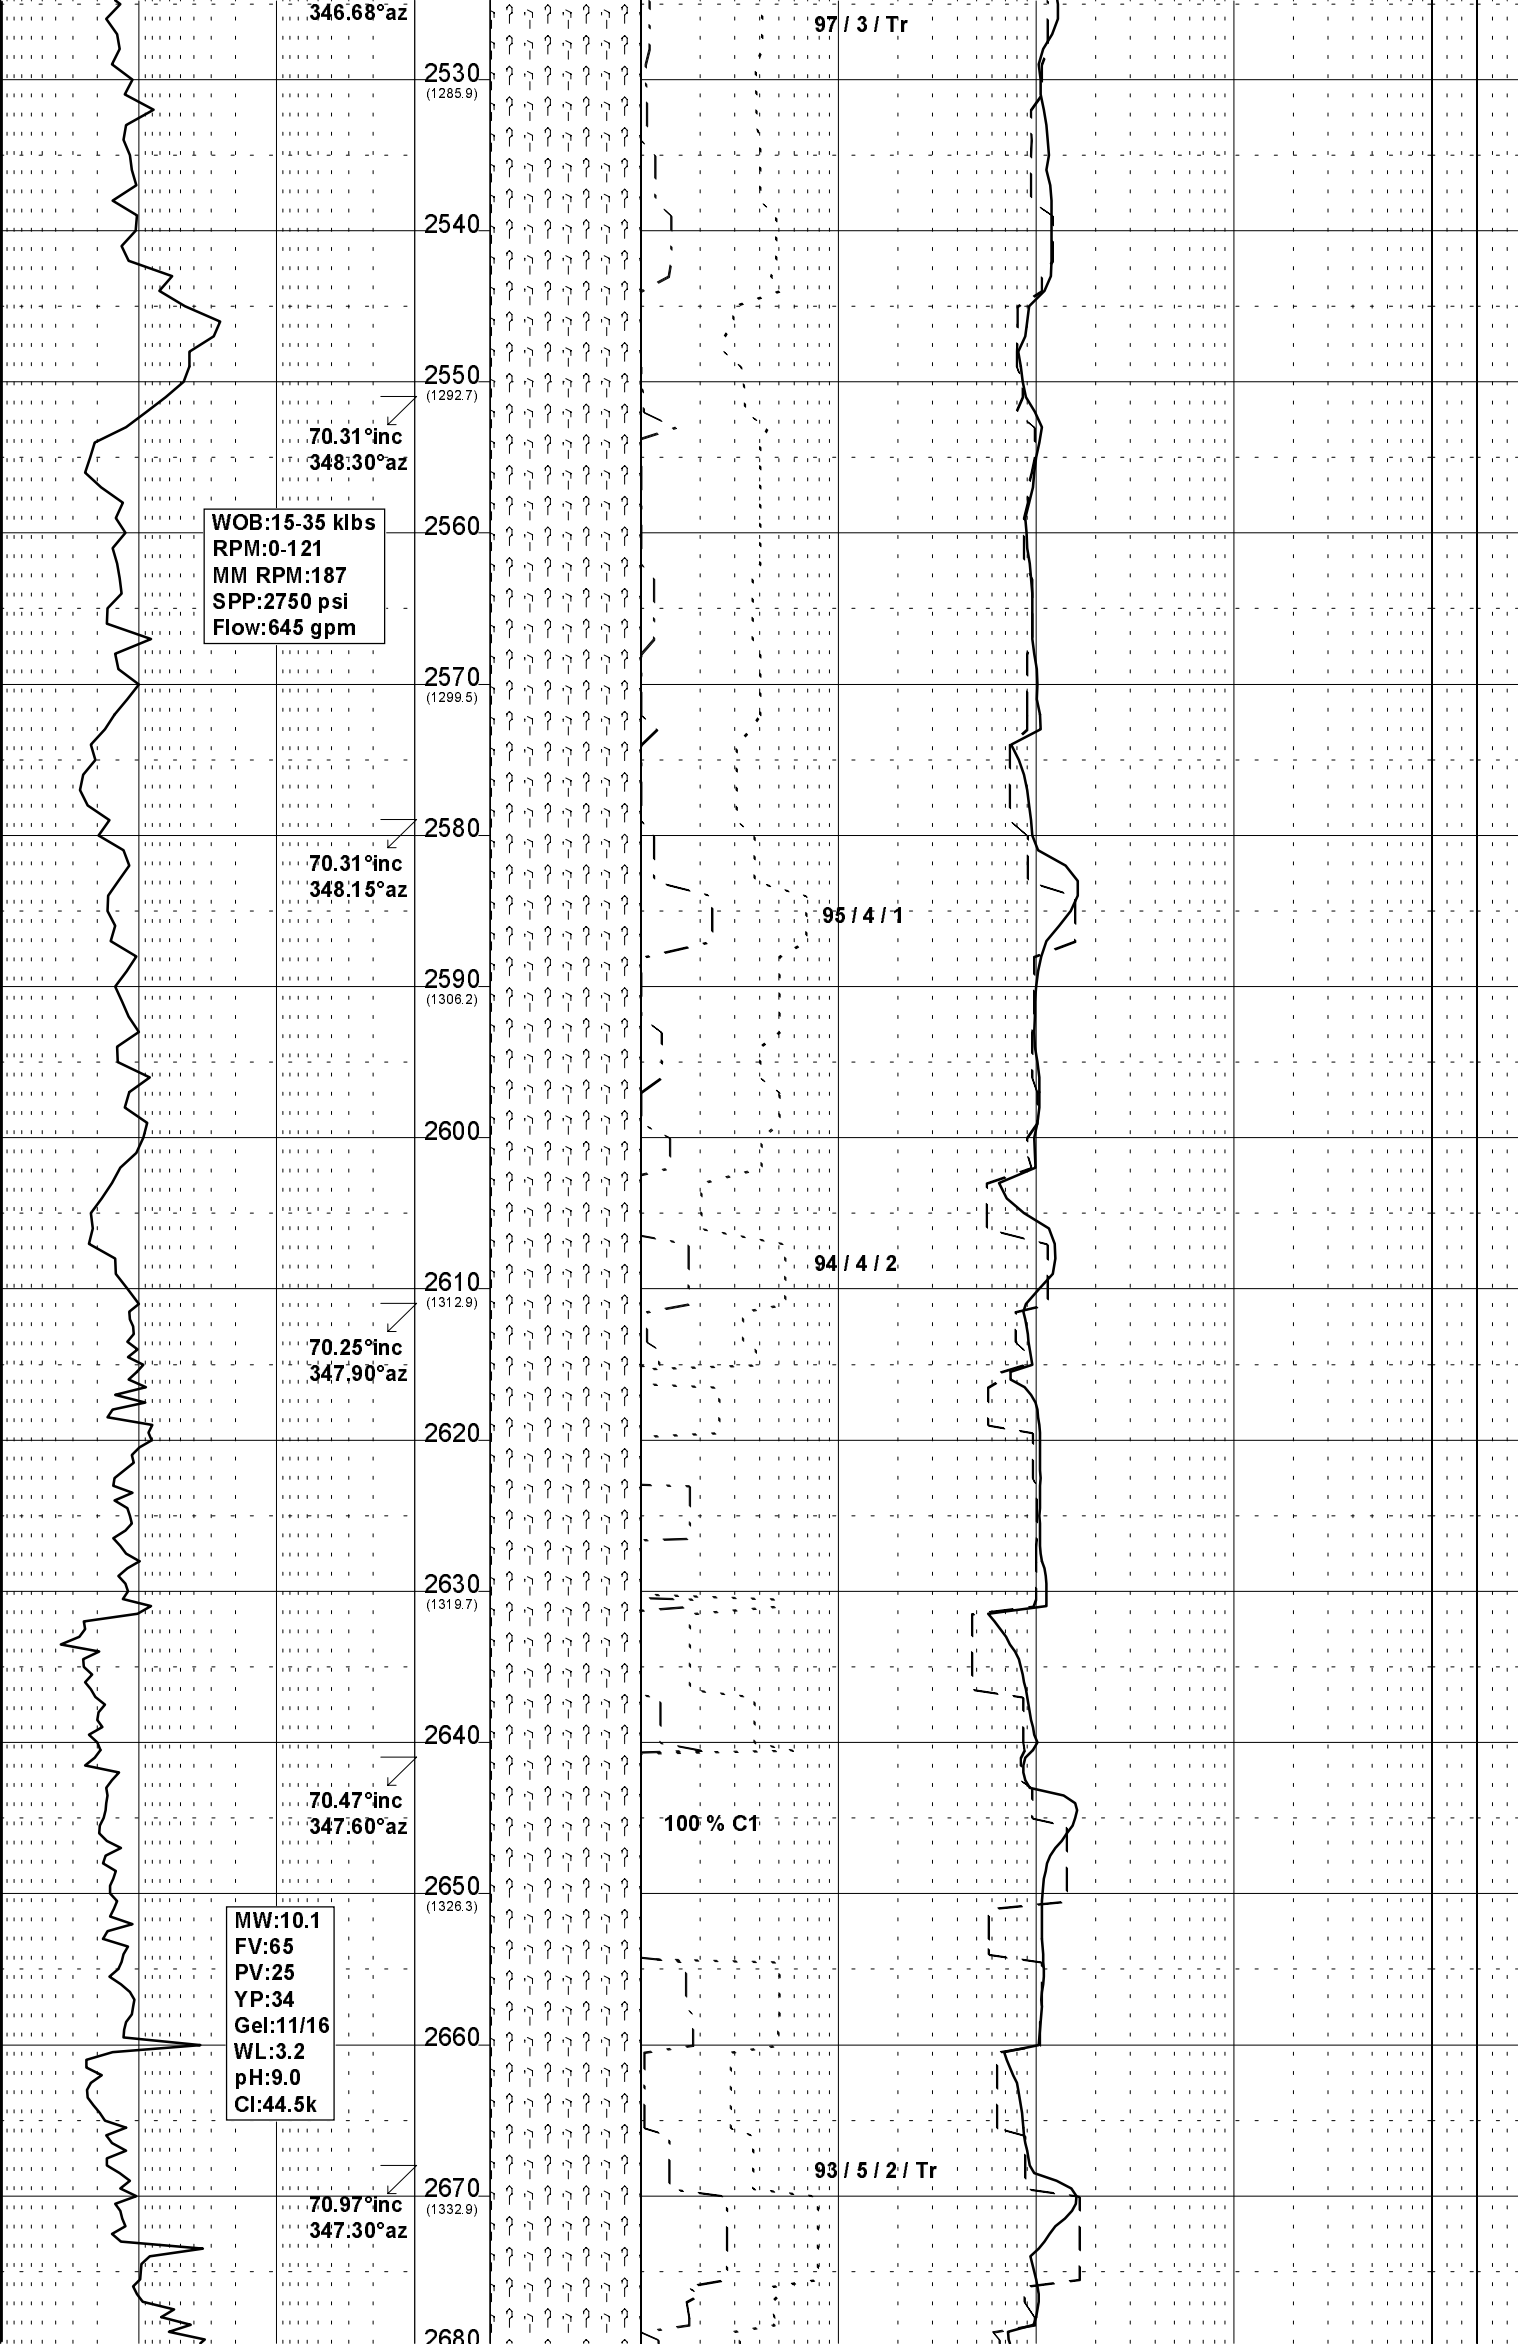 346.68°az
97 / 3 / Tr
2530
(1285.9)
2540
2550
(1292.7)
70.31°inc
348.30°az
WOB:15-35 klbs
RPM:0-121
MM RPM:187
SPP:2750 psi
Flow:645 gpm
2560
2570
(1299.5)
2580
70.31°inc
348.15°az
95 / 4 / 1
2590
(1306.2)
2600
94 / 4 / 2
2610
(1312.9)
70.25°inc
347.90°az
2620
2630
(1319.7)
2640
70.47°inc
347.60°az
100 % C1
2650
(1326.3)
MW:10.1
FV:65
PV:25
YP:34
Gel:11/16
WL:3.2
pH:9.0
Cl:44.5k
2660
93 / 5 / 2 / Tr
2670
(1332.9)
70.97°inc
347.30°az
2680